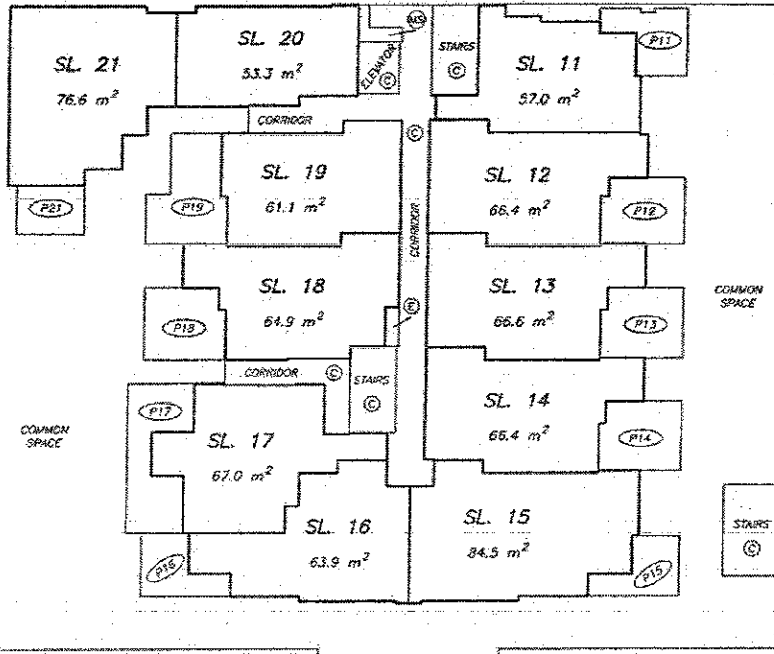 SL. 21
76.6 m²
SL. 20
53.3 m²
ELEVATOR
C
MS
STAIRS
C
SL. 11
57.0 m²
P11
CORRIDOR
C
SL. 19
61.1 m²
P19
P21
SL. 12
66.4 m²
P12
CORRIDOR
SL. 18
64.9 m²
P18
E
SL. 13
66.6 m²
P13
COMMON
SPACE
CORRIDOR
C
STAIRS
C
SL. 14
66.4 m²
P14
P17
COMMON
SPACE
SL. 17
67.0 m²
SL. 16
63.9 m²
P16
SL. 15
84.5 m²
P15
STAIRS
C